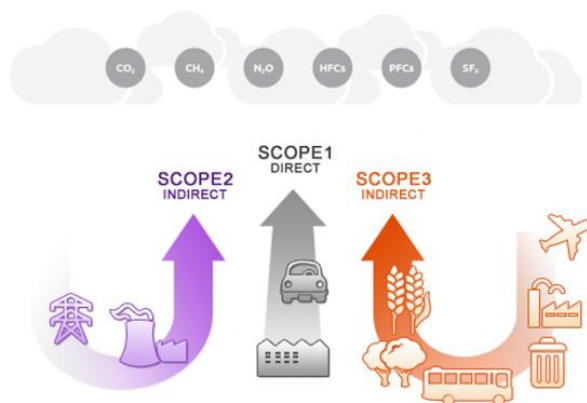 CO₂ CH₄ N₂O HFCs PFCs SF₆
SCOPE1
DIRECT
SCOPE2
INDIRECT
SCOPE3
INDIRECT